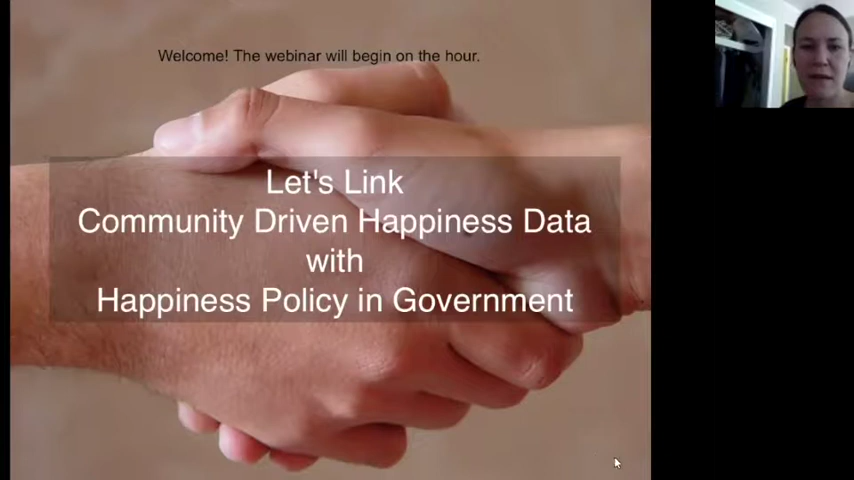 Welcome! The webinar will begin on the hour.
Let's Link
Community Driven Happiness Data
with
Happiness Policy in Government